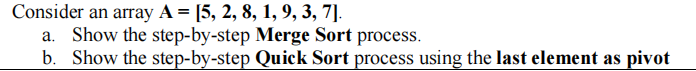 Consider an array A = [5, 2, 8, 1, 9, 3, 7].
a. Show the step-by-step Merge Sort process.
b. Show the step-by-step Quick Sort process using the last element as pivot